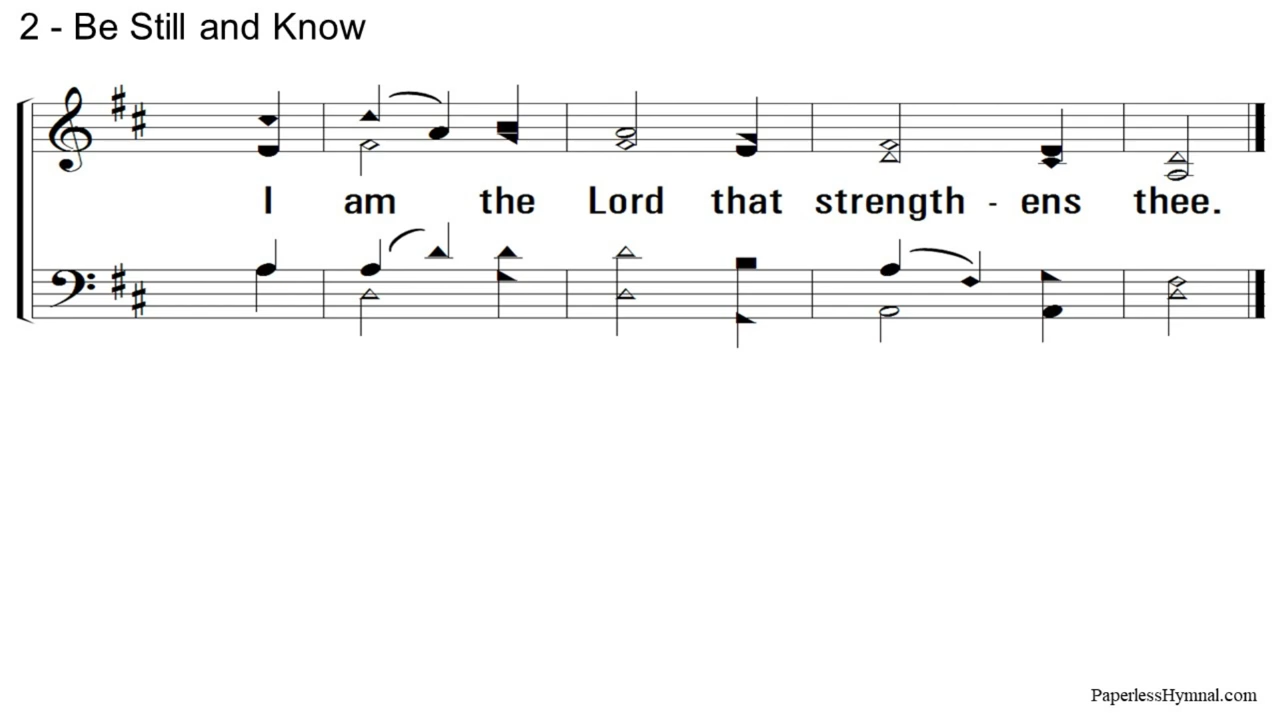 2 - Be Still and Know
I am the Lord that strength - ens thee.
PaperlessHymnal.com